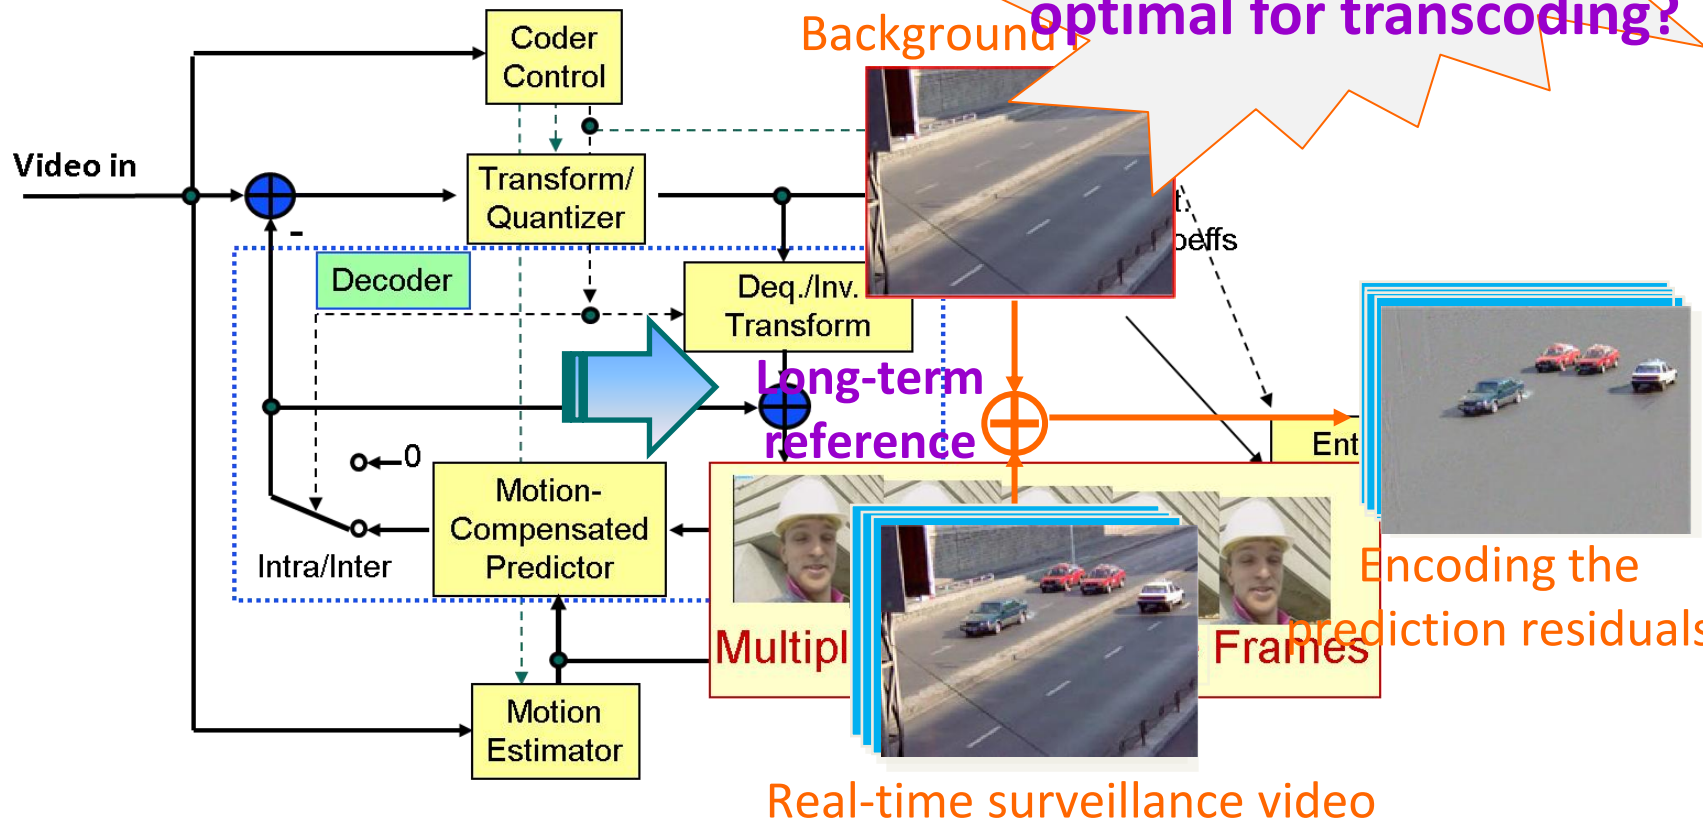 optimal for transcoding?
Background
Coder
Control
Video in
Transform/
Quantizer
-
t.
oeffs
Decoder
Deq./Inv.
Transform
Long-term
reference
0
Ent
Motion-
Compensated
Predictor
Intra/Inter
Encoding the
prediction residuals
Multipl
Frames
Motion
Estimator
Real-time surveillance video